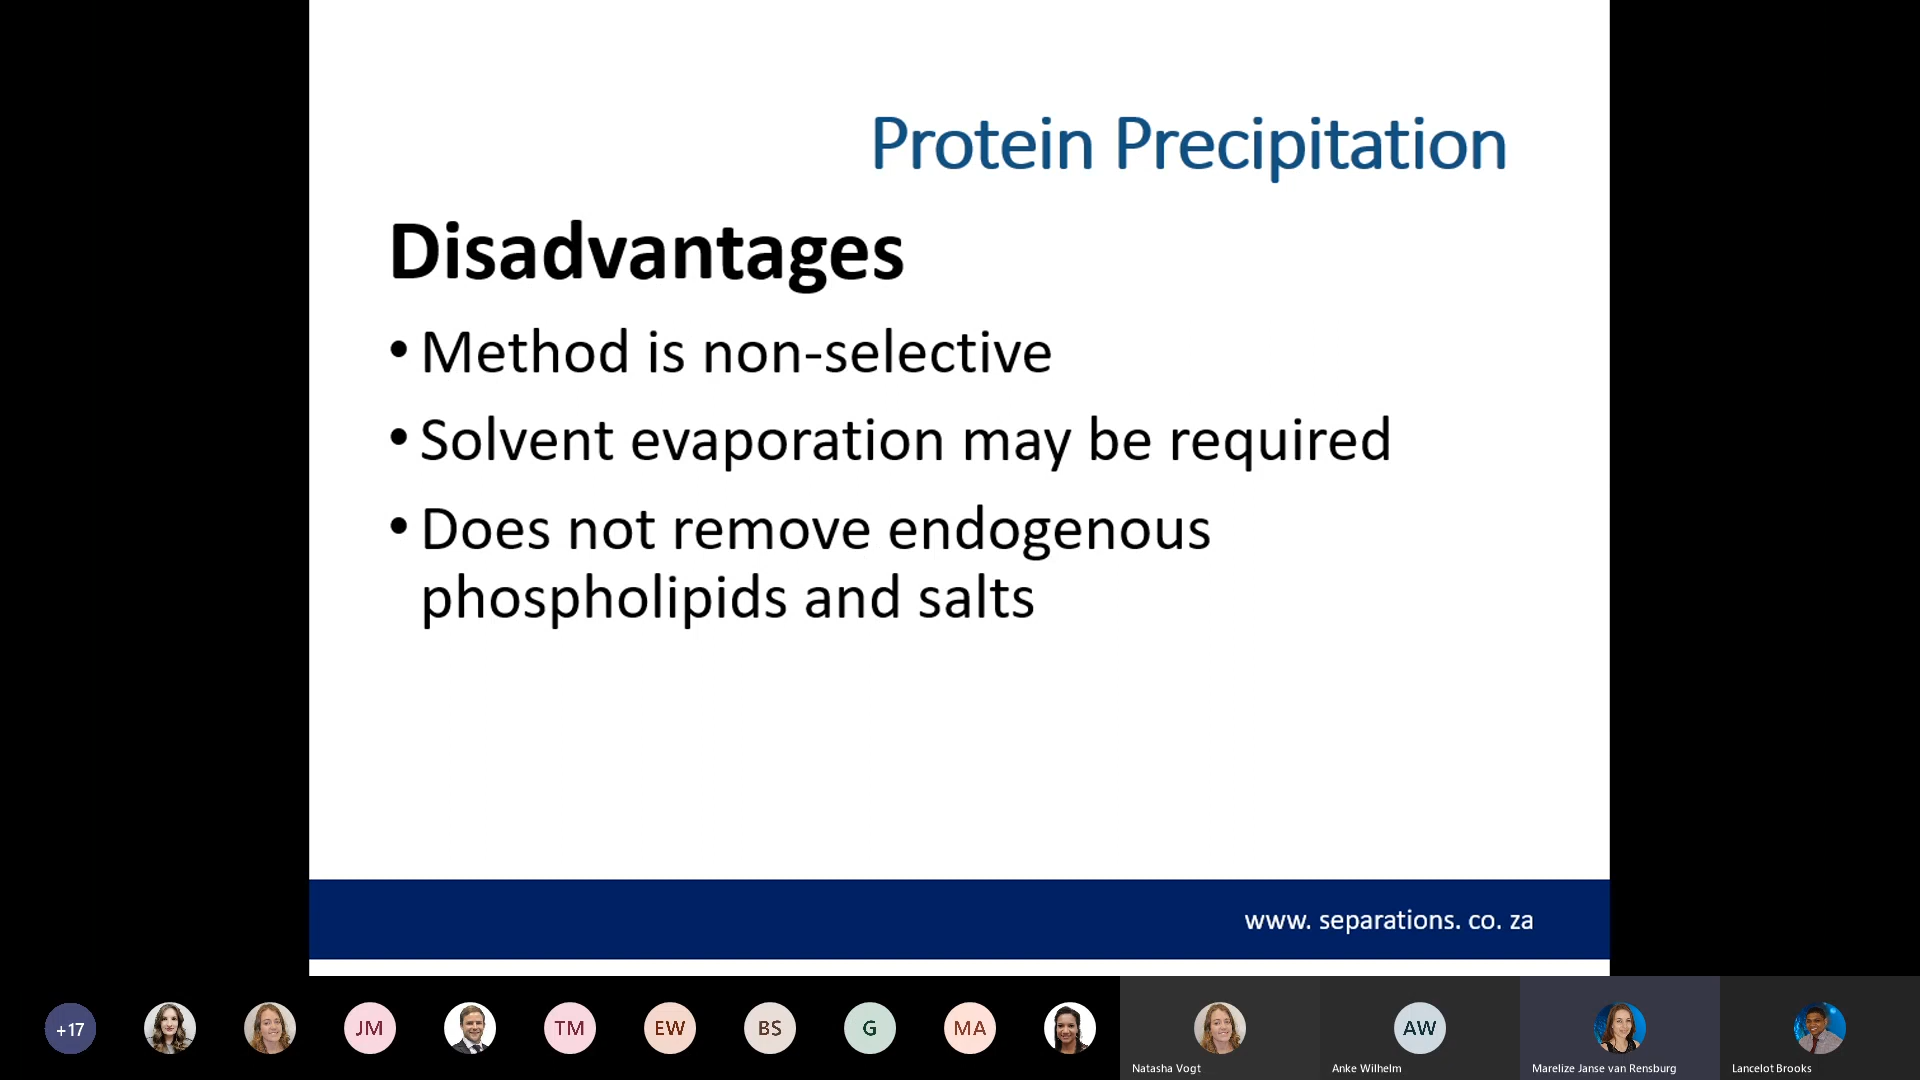 Protein Precipitation
Disadvantages
• Method is non-selective
• Solvent evaporation may be required
• Does not remove endogenous
phospholipids and salts
www. separations. co. za
+17
JM
TM
EW
BS
G
MA
Natasha Vogt
AW
Anke Wilhelm
Marelize Janse van Rensburg
Lancelot Brooks